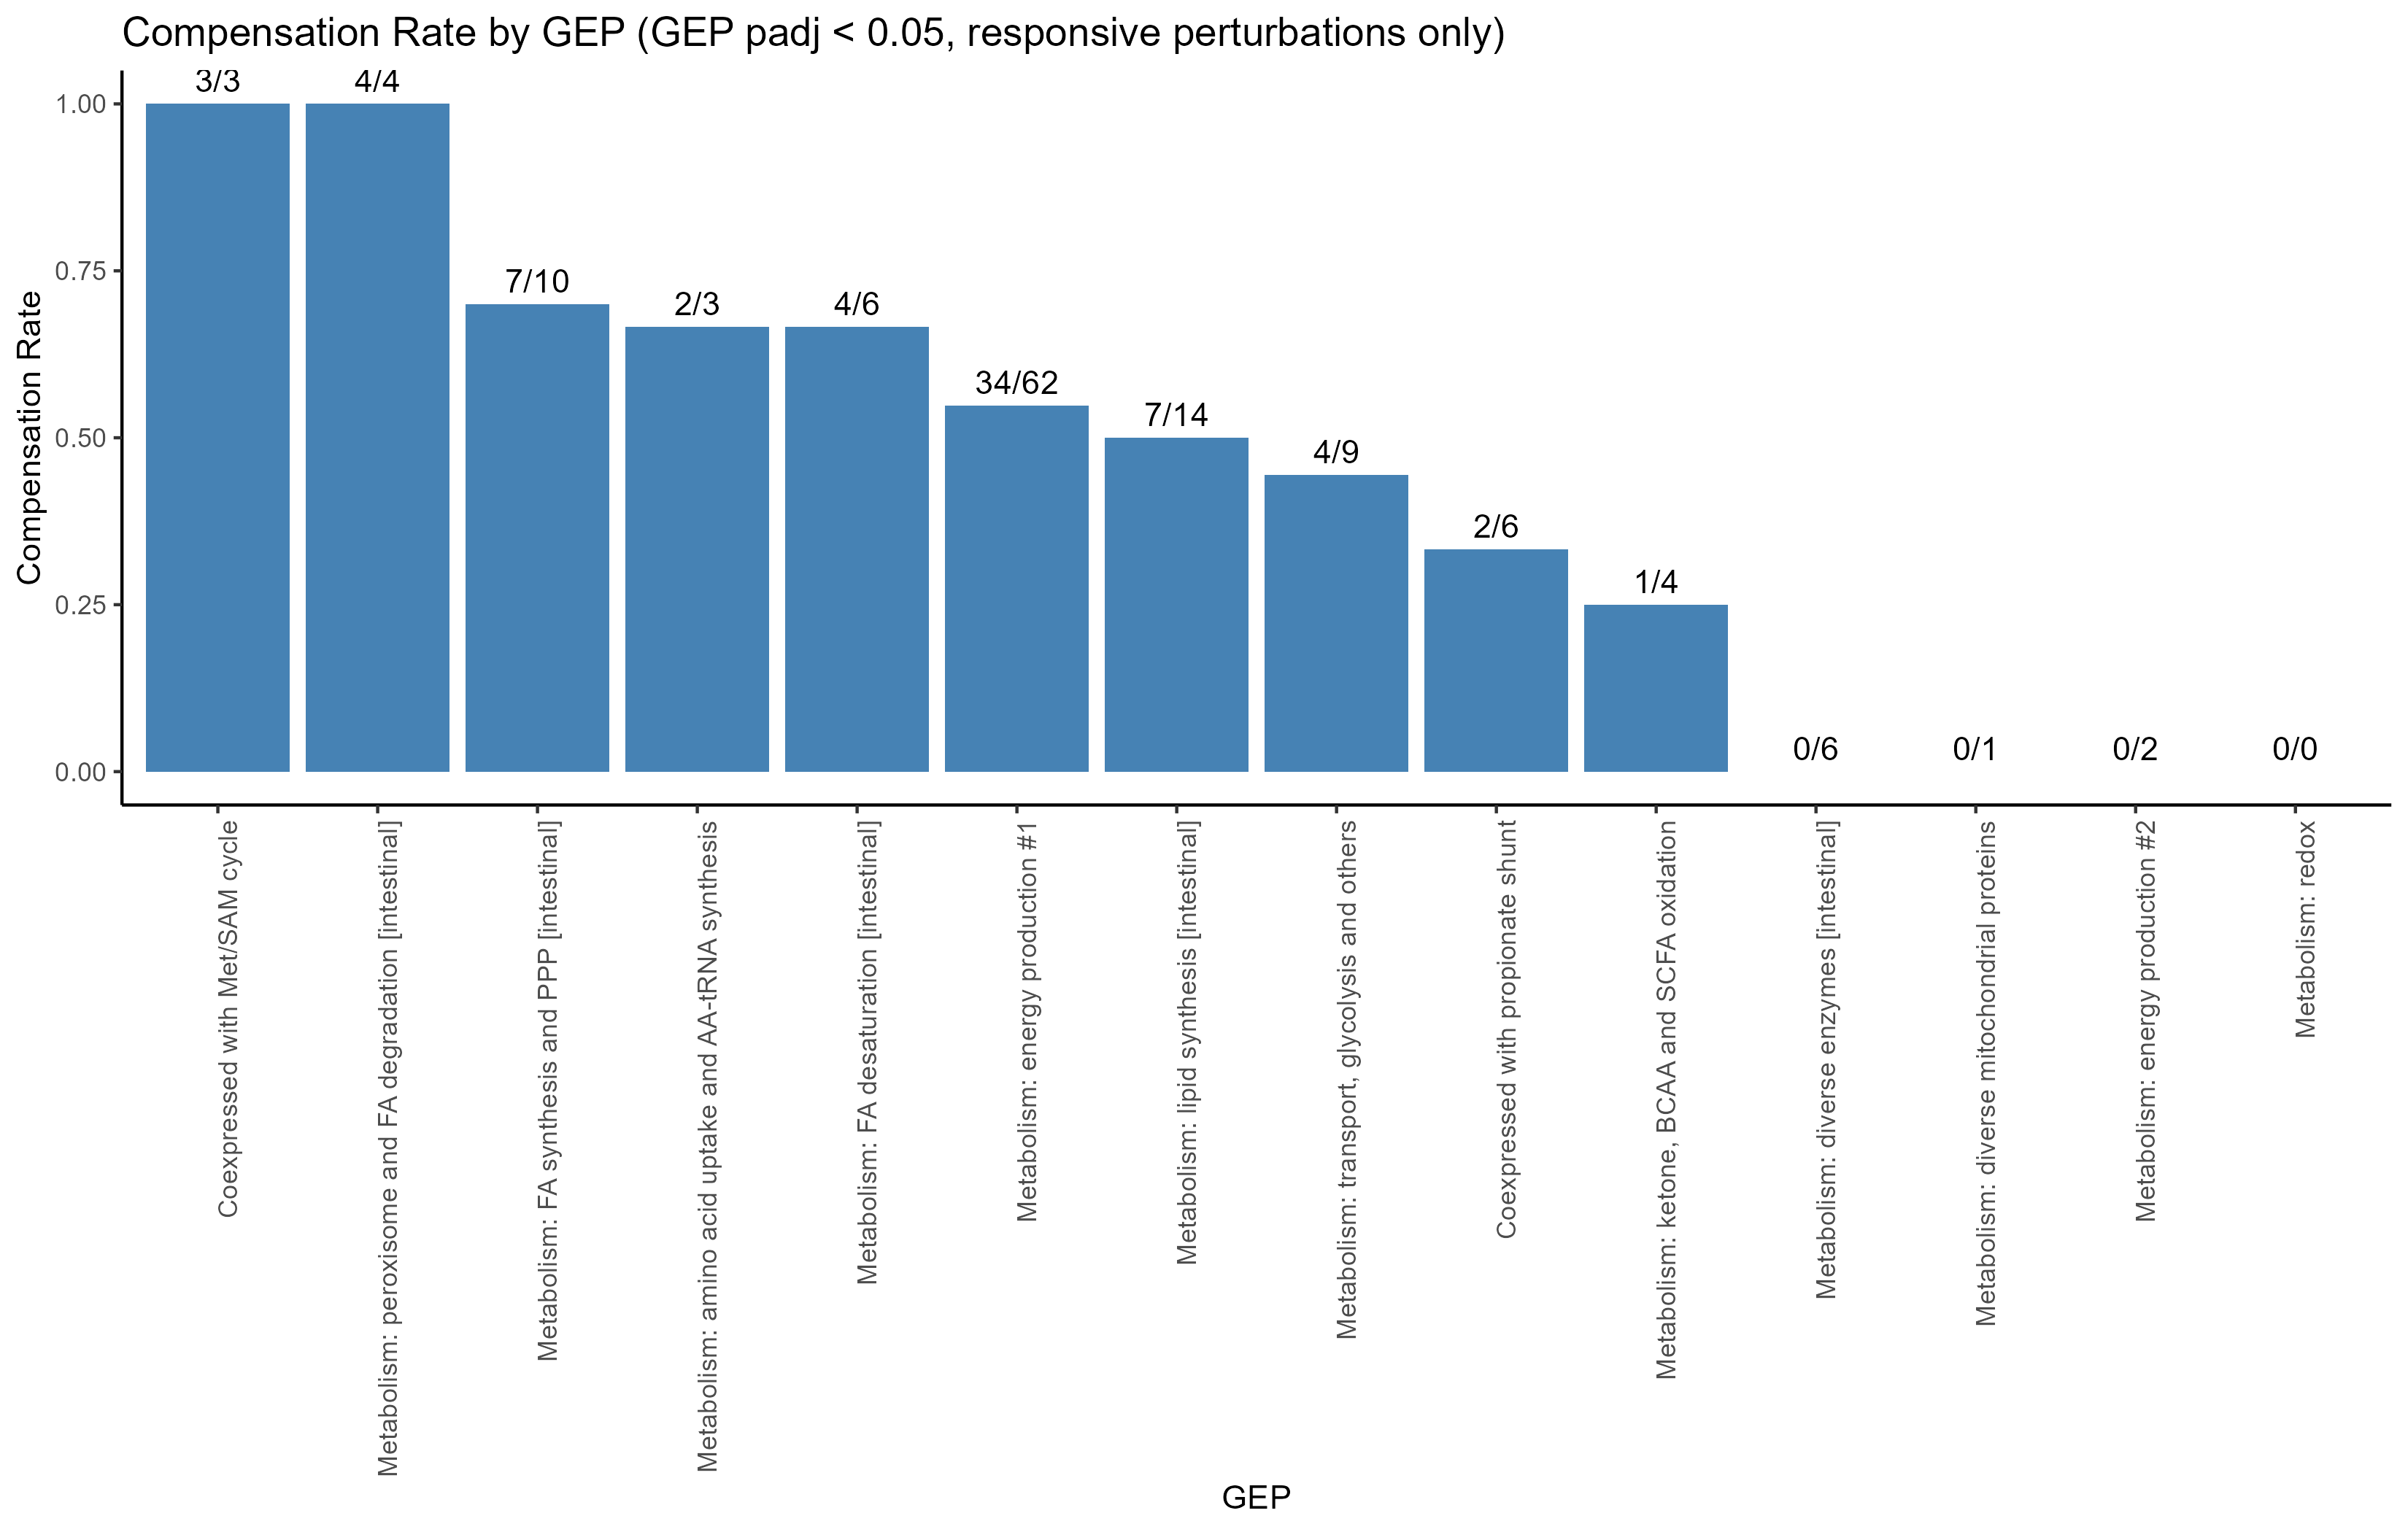 Compensation Rate by GEP (GEP padj < 0.05, responsive perturbations only)
Compensation Rate
1.00
0.75
0.50
0.25
0.00
3/3
4/4
7/10
2/3
4/6
34/62
7/14
4/9
2/6
1/4
0/6
0/1
0/2
0/0
Coexpressed with Met/SAM cycle
Metabolism: peroxisome and FA degradation [intestinal]
Metabolism: FA synthesis and PPP [intestinal]
Metabolism: amino acid uptake and AA-tRNA synthesis
Metabolism: FA desaturation [intestinal]
Metabolism: energy production #1
Metabolism: lipid synthesis [intestinal]
Metabolism: transport, glycolysis and others
Coexpressed with propionate shunt
Metabolism: ketone, BCAA and SCFA oxidation
Metabolism: diverse enzymes [intestinal]
Metabolism: diverse mitochondrial proteins
Metabolism: energy production #2
Metabolism: redox
GEP